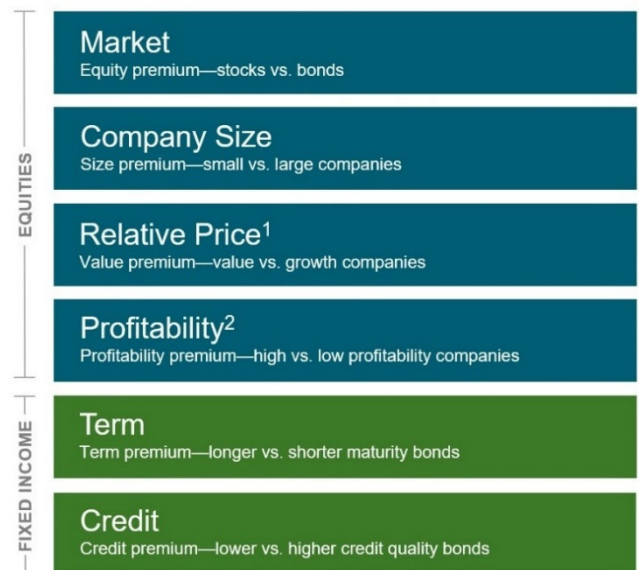 EQUITIES
Market
Equity premium—stocks vs. bonds
Company Size
Size premium—small vs. large companies
Relative Price¹
Value premium—value vs. growth companies
Profitability²
Profitability premium—high vs. low profitability companies
FIXED INCOME
Term
Term premium—longer vs. shorter maturity bonds
Credit
Credit premium—lower vs. higher credit quality bonds